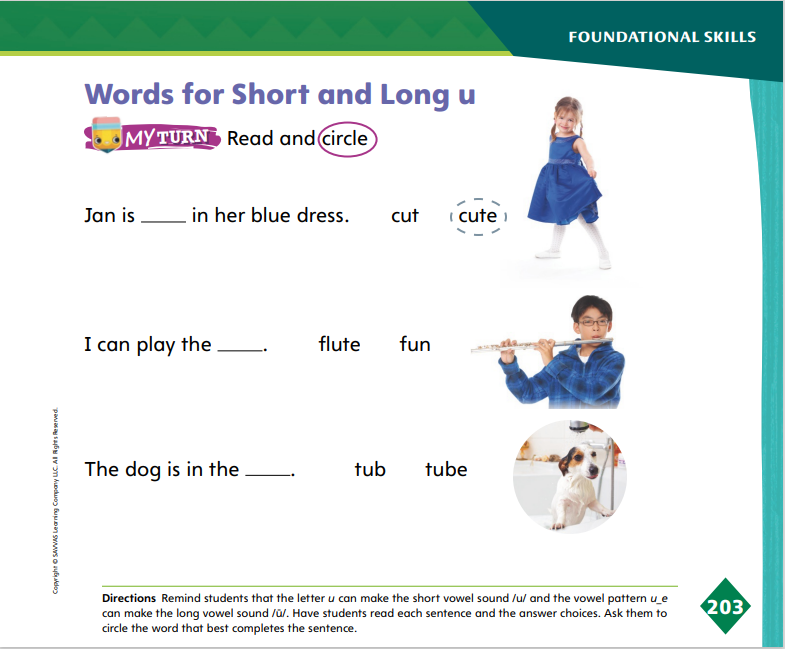 FOUNDATIONAL SKILLS
Words for Short and Long u
MY TURN Read and circle
Jan is _____ in her blue dress. cut cute
I can play the _____. flute fun
The dog is in the _____. tub tube
Copyright © SAVVAS Learning Company LLC. All Rights Reserved.
Directions Remind students that the letter u can make the short vowel sound /u/ and the vowel pattern u_e
can make the long vowel sound /ū/. Have students read each sentence and the answer choices. Ask them to
circle the word that best completes the sentence.
203